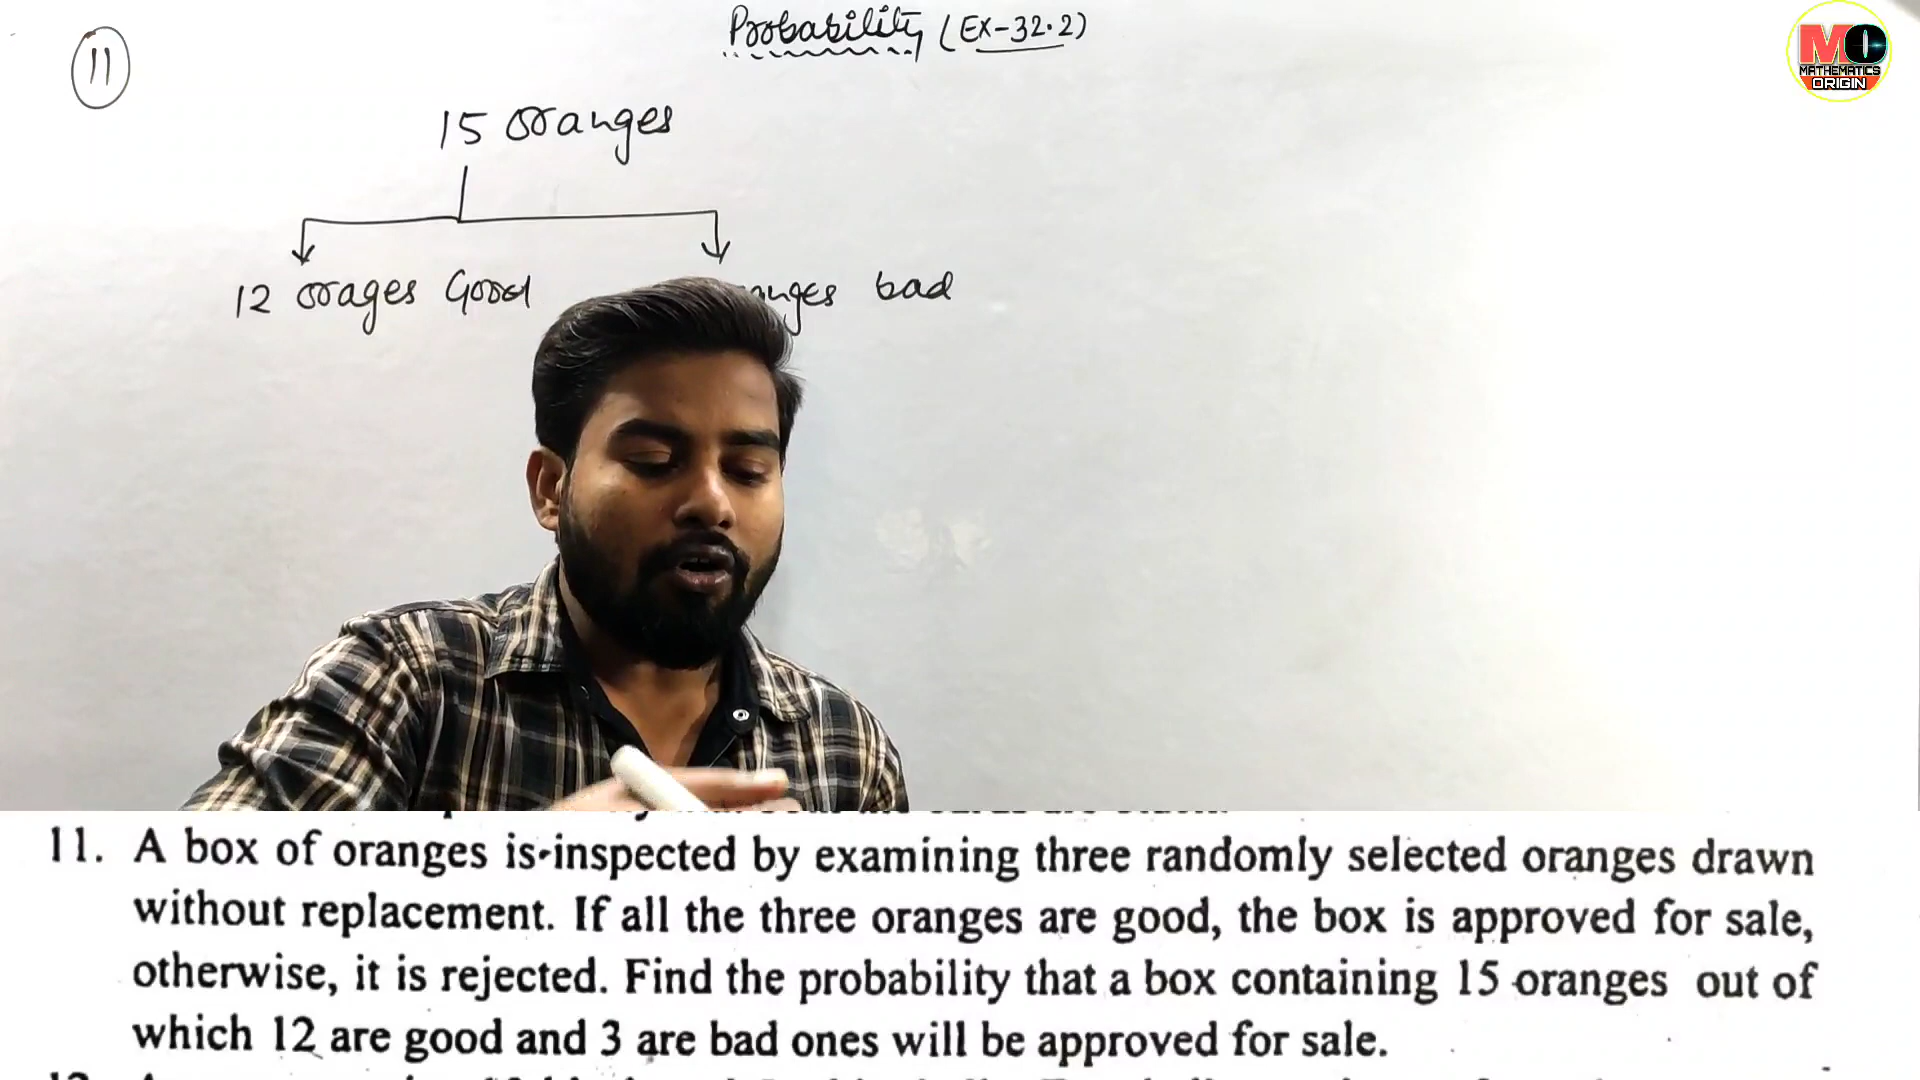 Probability (Ex-32.2)
MO
MATHEMATICS
ORIGIN
11
15 oranges
12 orages Good bad
11. A box of oranges is inspected by examining three randomly selected oranges drawn
without replacement. If all the three oranges are good, the box is approved for sale,
otherwise, it is rejected. Find the probability that a box containing 15 oranges out of
which 12 are good and 3 are bad ones will be approved for sale.